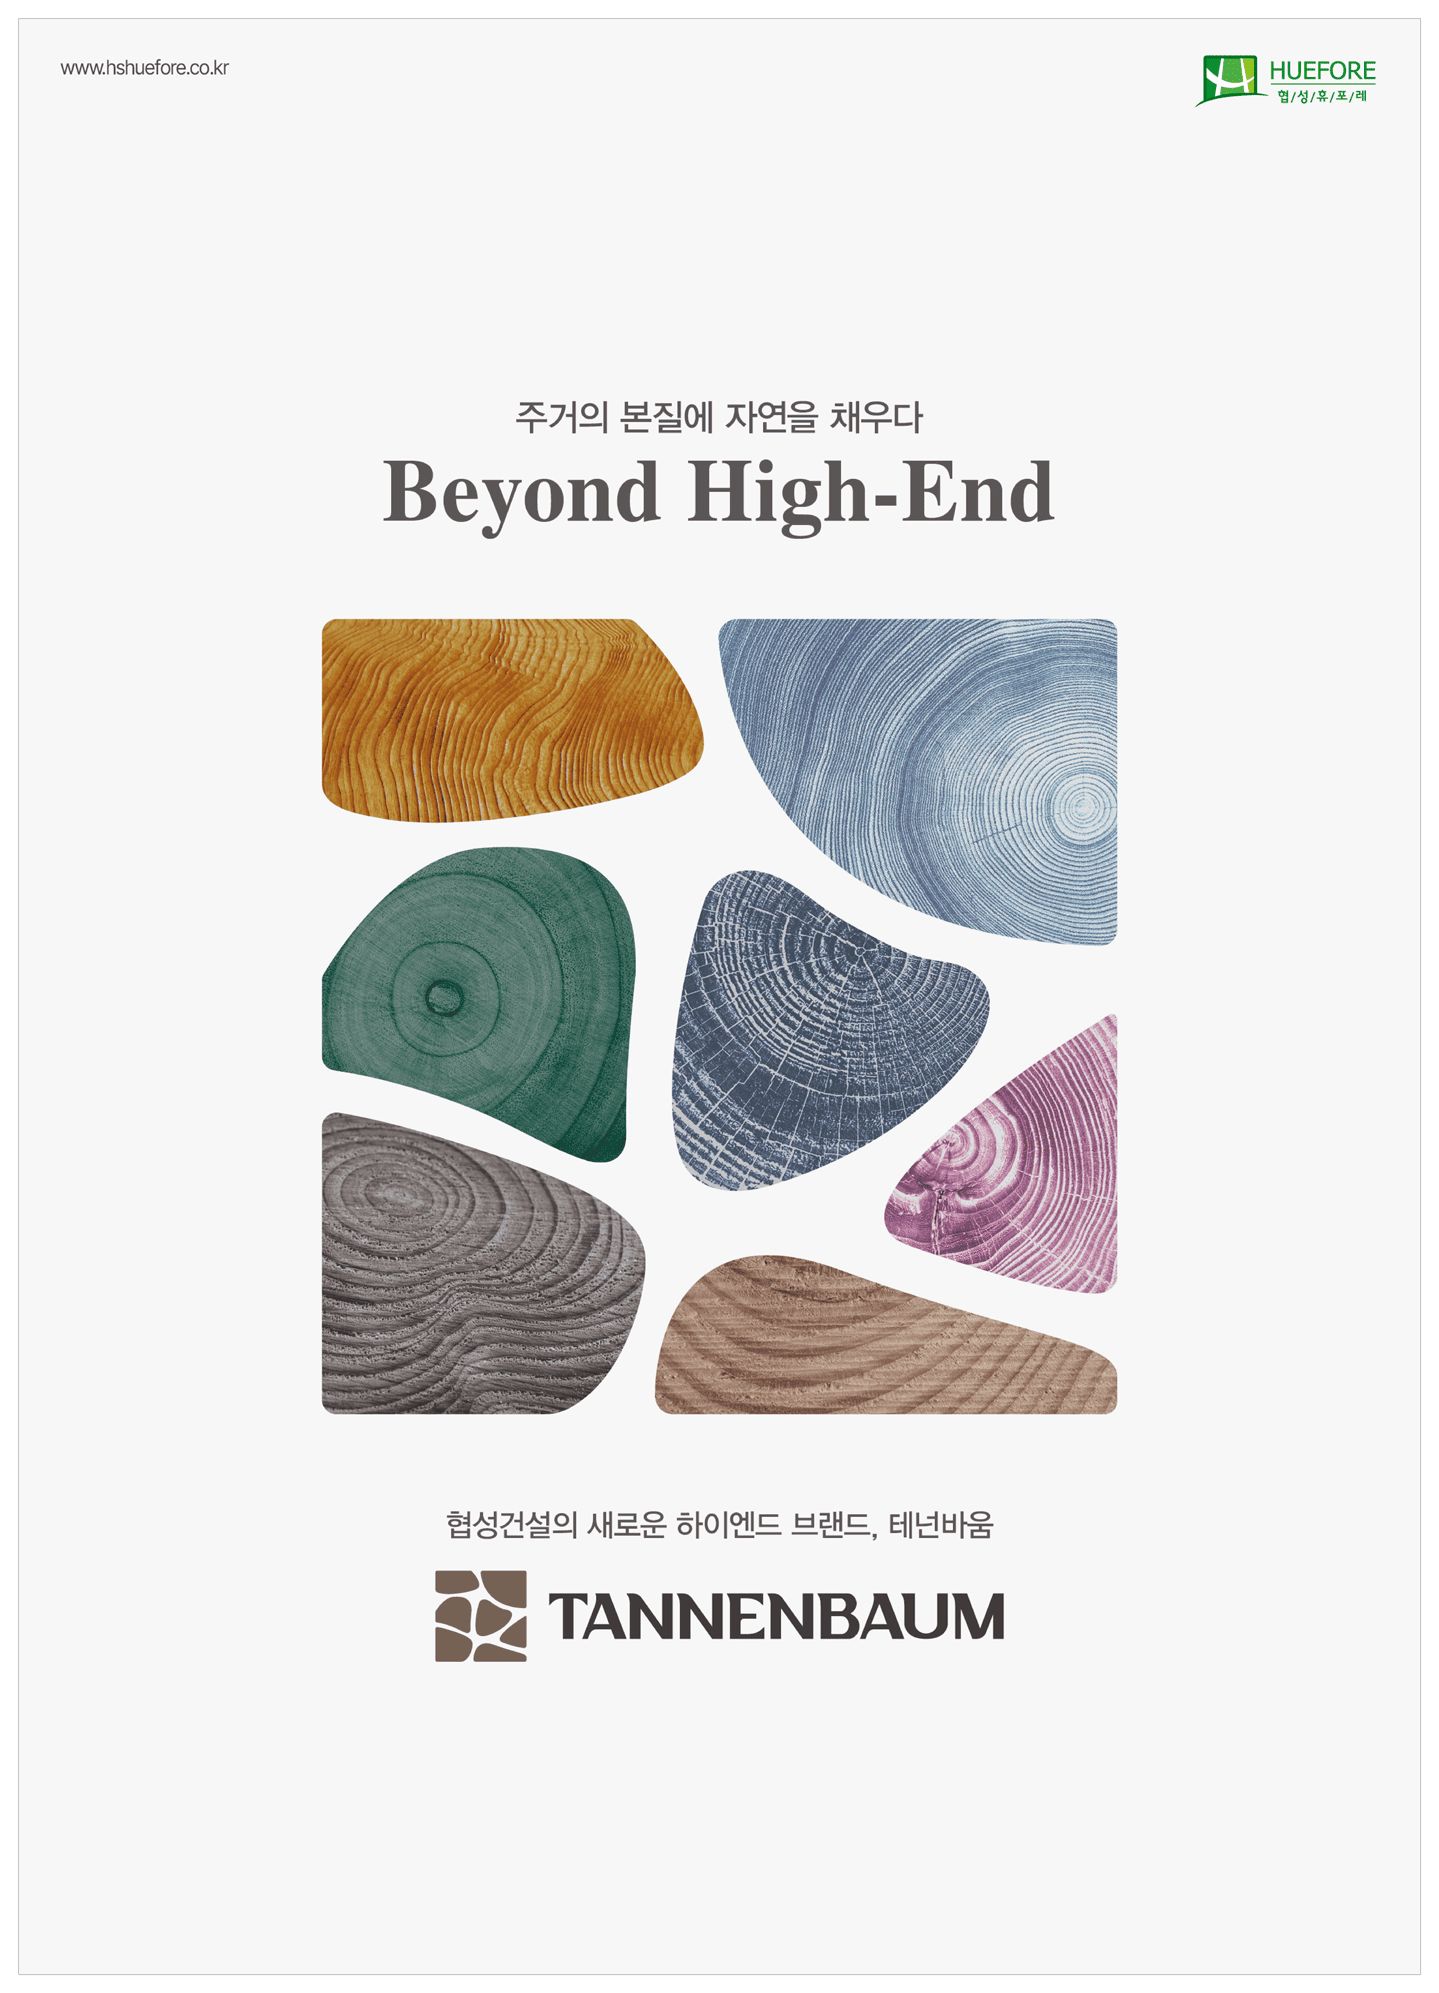 www.hshuefore.co.kr
HUEFORE
협/성/휴/포/레
주거의 본질에 자연을 채우다
Beyond High-End
협성건설의 새로운 하이엔드 브랜드, 테넌바움
TANNENBAUM